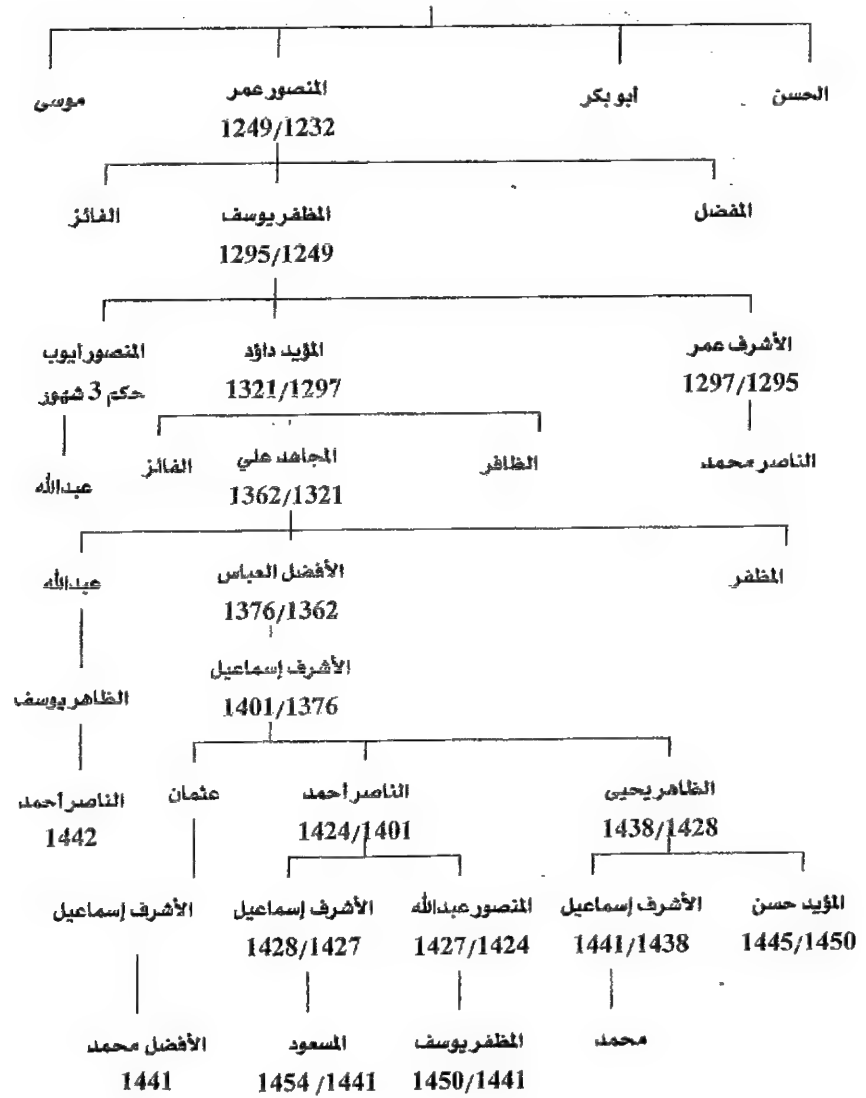 الحسن أبو بكر المنصور عمر موسى
1249/1232
المفضل المظفر يوسف الفائز
1295/1249
الأشرف عمر المؤيد داؤد المنصور أيوب
1297/1295 1321/1297 حكم 3 شهور
الناصر محمد الظافر المجاهد علي الفائز عبدالله
1362/1321
المظفر الأفضل العباس عبدالله
1376/1362
الأشرف إسماعيل الظاهر يوسف
1401/1376
الظاهر يحيى الناصر أحمد عثمان الناصر أحمد
1438/1428 1424/1401 1442
المؤيد حسن الأشرف إسماعيل المنصور عبدالله الأشرف إسماعيل الأشرف إسماعيل
1445/1450 1441/1438 1427/1424 1428/1427
محمد المظفر يوسف المسعود الأفضل محمد
1450/1441 1454/1441 1441